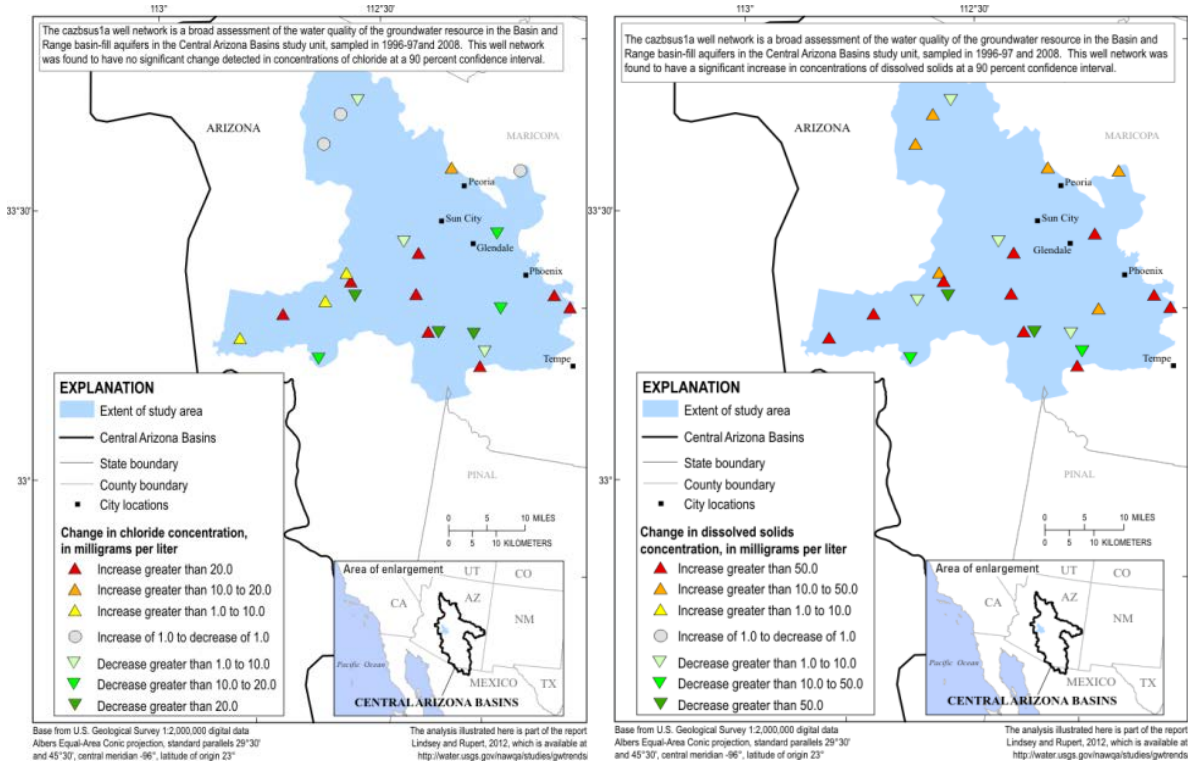 113° 112°30'
The cazbsus1a well network is a broad assessment of the water quality of the groundwater resource in the Basin and
Range basin-fill aquifers in the Central Arizona Basins study unit, sampled in 1996-97and 2008. This well network
was found to have no significant change detected in concentrations of chloride at a 90 percent confidence interval.
ARIZONA
MARICOPA
Peoria
33°30'
Sun City
Glendale
Phoenix
Tempe
EXPLANATION
Extent of study area
Central Arizona Basins
State boundary
County boundary
City locations
PINAL
33°
0 5 10 MILES
0 5 10 KILOMETERS
Change in chloride concentration,
in milligrams per liter
Increase greater than 20.0
Increase greater than 10.0 to 20.0
Increase greater than 1.0 to 10.0
Increase of 1.0 to decrease of 1.0
Decrease greater than 1.0 to 10.0
Decrease greater than 10.0 to 20.0
Decrease greater than 20.0
Area of enlargement
UT
CO
CA
AZ
NM
Pacific Ocean
MEXICO
TX
CENTRAL ARIZONA BASINS
Base from U.S. Geological Survey 1:2,000,000 digital data
Albers Equal-Area Conic projection, standard parallels 29°30'
and 45°30', central meridian -96°, latitude of origin 23°
The analysis illustrated here is part of the report
Lindsey and Rupert, 2012, which is available at
http://water.usgs.gov/nawqa/studies/gwtrends
113° 112°30'
The cazbsus1a well network is a broad assessment of the water quality of the groundwater resource in the Basin and
Range basin-fill aquifers in the Central Arizona Basins study unit, sampled in 1996-97 and 2008. This well network was
found to have a significant increase in concentrations of dissolved solids at a 90 percent confidence interval.
ARIZONA
MARICOPA
Peoria
33°30'
Sun City
Glendale
Phoenix
Tempe
EXPLANATION
Extent of study area
Central Arizona Basins
State boundary
County boundary
City locations
PINAL
33°
0 5 10 MILES
0 5 10 KILOMETERS
Change in dissolved solids
concentration, in milligrams per liter
Increase greater than 50.0
Increase greater than 10.0 to 50.0
Increase greater than 1.0 to 10.0
Increase of 1.0 to decrease of 1.0
Decrease greater than 1.0 to 10.0
Decrease greater than 10.0 to 50.0
Decrease greater than 50.0
Area of enlargement
UT
CO
CA
AZ
NM
Pacific Ocean
MEXICO
TX
CENTRAL ARIZONA BASINS
Base from U.S. Geological Survey 1:2,000,000 digital data
Albers Equal-Area Conic projection, standard parallels 29°30'
and 45°30', central meridian -96°, latitude of origin 23°
The analysis illustrated here is part of the report
Lindsey and Rupert, 2012, which is available at
http://water.usgs.gov/nawqa/studies/gwtrends